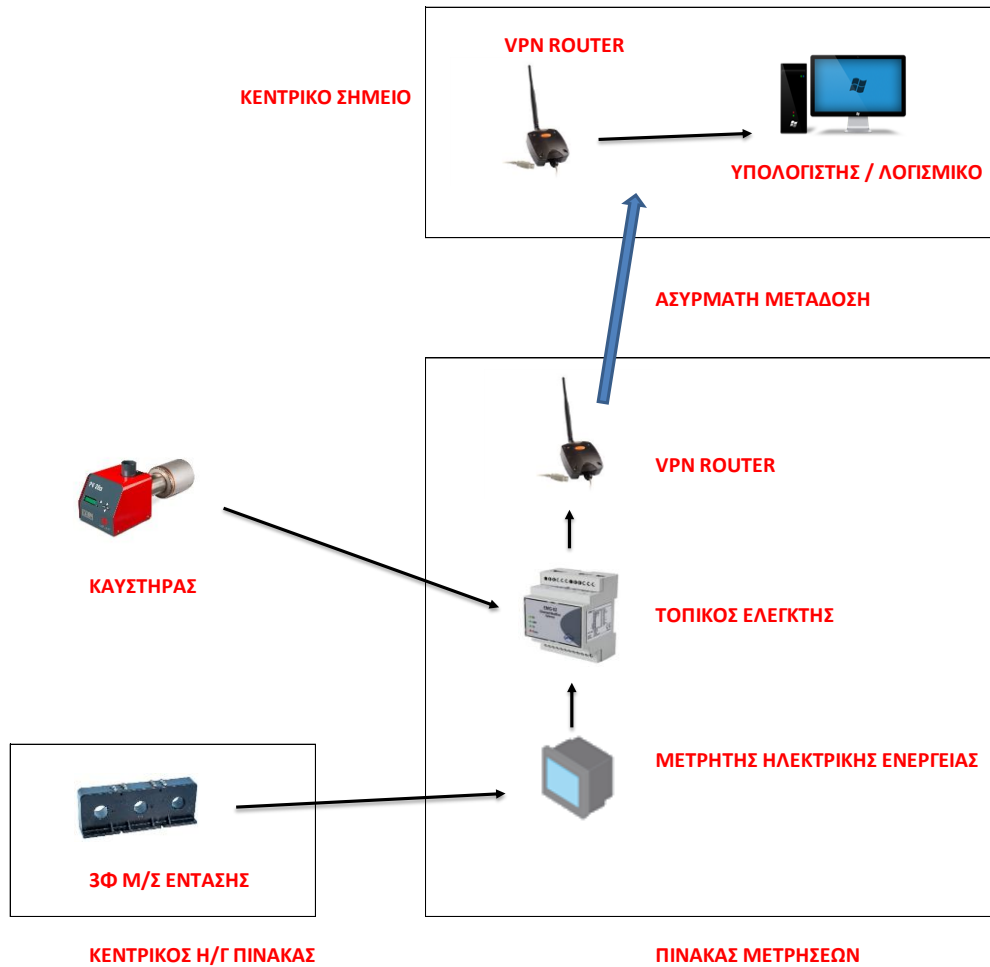 VPN ROUTER
ΚΕΝΤΡΙΚΟ ΣΗΜΕΙΟ
ΥΠΟΛΟΓΙΣΤΗΣ / ΛΟΓΙΣΜΙΚΟ
ΑΣΥΡΜΑΤΗ ΜΕΤΑΔΟΣΗ
VPN ROUTER
ΚΑΥΣΤΗΡΑΣ
ΤΟΠΙΚΟΣ ΕΛΕΓΚΤΗΣ
ΜΕΤΡΗΤΗΣ ΗΛΕΚΤΡΙΚΗΣ ΕΝΕΡΓΕΙΑΣ
3Φ Μ/Σ ΕΝΤΑΣΗΣ
ΚΕΝΤΡΙΚΟΣ Η/Γ ΠΙΝΑΚΑΣ
ΠΙΝΑΚΑΣ ΜΕΤΡΗΣΕΩΝ